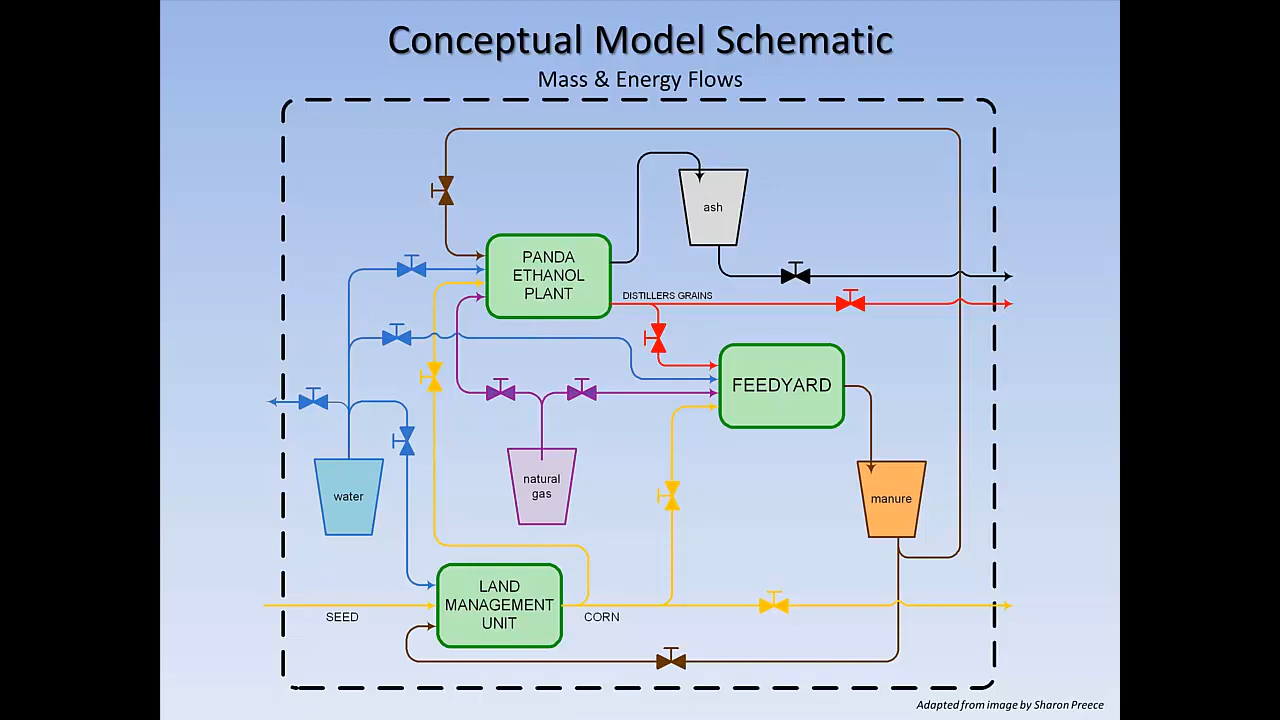 Conceptual Model Schematic
Mass & Energy Flows
ash
PANDA
ETHANOL
PLANT
DISTILLERS GRAINS
FEEDYARD
natural
gas
water
manure
LAND
MANAGEMENT
UNIT
SEED
CORN
Adapted from image by Sharon Preece